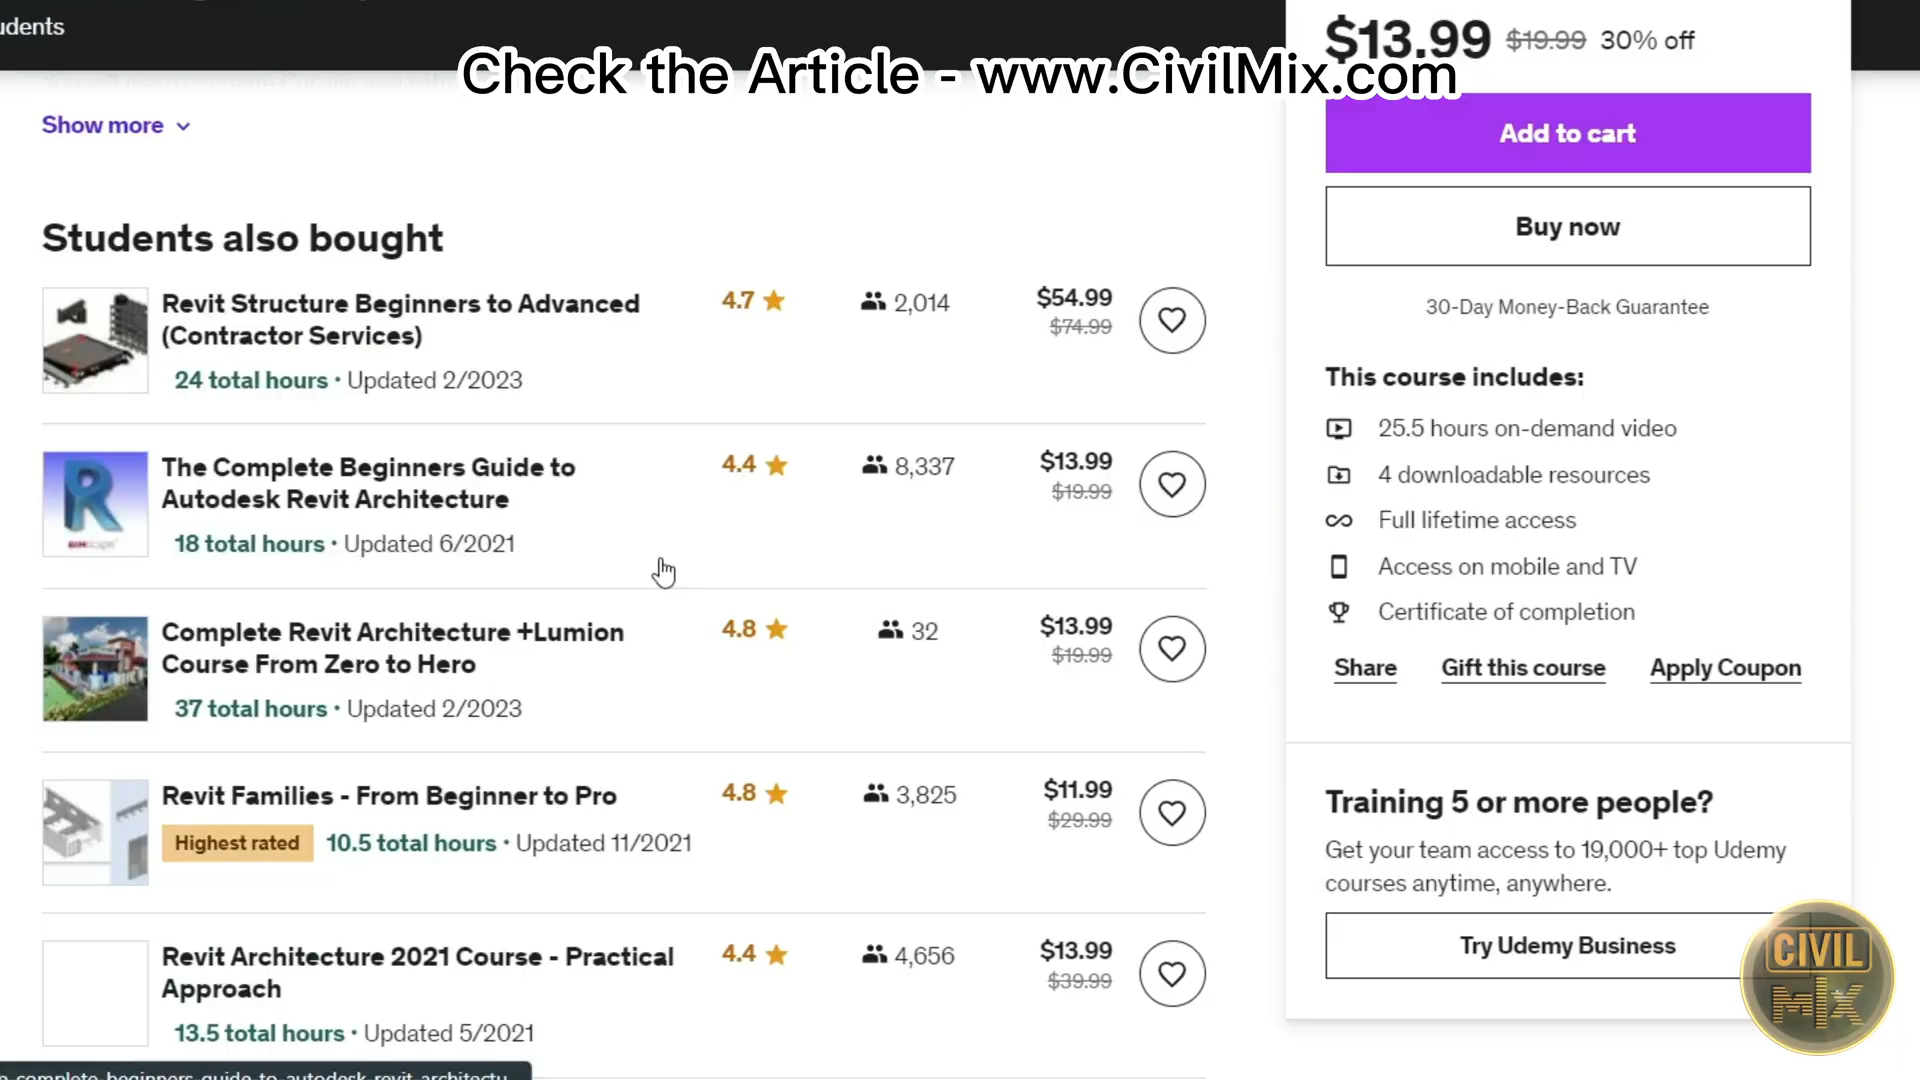 udents
Check the Article - www.CivilMix.com
Show more
Students also bought
Revit Structure Beginners to Advanced
(Contractor Services)
24 total hours · Updated 2/2023
4.7
2,014
$54.99
$74.99
The Complete Beginners Guide to
Autodesk Revit Architecture
18 total hours · Updated 6/2021
4.4
8,337
$13.99
$19.99
Complete Revit Architecture +Lumion
Course From Zero to Hero
37 total hours · Updated 2/2023
4.8
32
$13.99
$19.99
Revit Families - From Beginner to Pro
Highest rated 10.5 total hours · Updated 11/2021
4.8
3,825
$11.99
$29.99
Revit Architecture 2021 Course - Practical
Approach
13.5 total hours · Updated 5/2021
4.4
4,656
$13.99
$39.99
$13.99 $19.99 30% off
Add to cart
Buy now
30-Day Money-Back Guarantee
This course includes:
25.5 hours on-demand video
4 downloadable resources
Full lifetime access
Access on mobile and TV
Certificate of completion
Share Gift this course Apply Coupon
Training 5 or more people?
Get your team access to 19,000+ top Udemy
courses anytime, anywhere.
Try Udemy Business
CIVIL
MIX
complete-beginners-guide-to-autodesk-revit-architectu